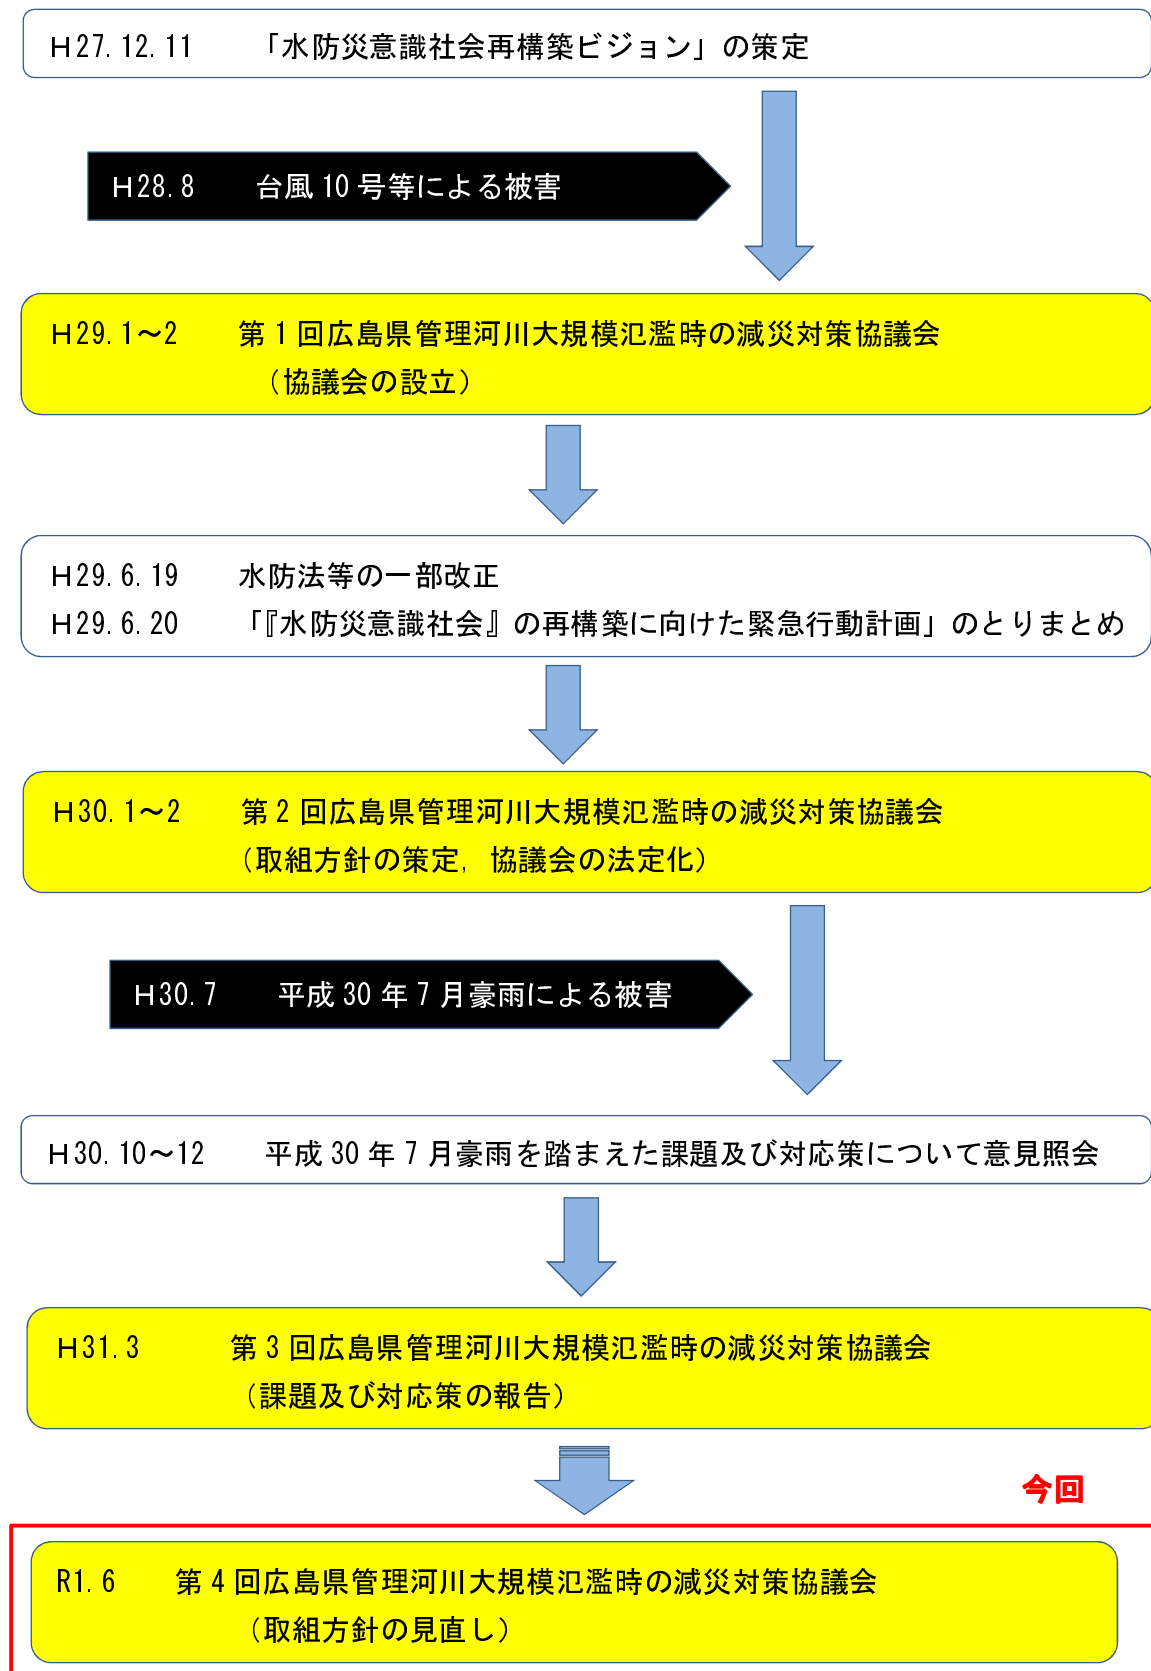 H27.12.11 「水防災意識社会再構築ビジョン」の策定
H28.8 台風10号等による被害
H29.1～2 第1回広島県管理河川大規模氾濫時の減災対策協議会
（協議会の設立）
H29.6.19 水防法等の一部改正
H29.6.20 「『水防災意識社会』の再構築に向けた緊急行動計画」のとりまとめ
H30.1～2 第2回広島県管理河川大規模氾濫時の減災対策協議会
（取組方針の策定，協議会の法定化）
H30.7 平成30年7月豪雨による被害
H30.10～12 平成30年7月豪雨を踏まえた課題及び対応策について意見照会
H31.3 第3回広島県管理河川大規模氾濫時の減災対策協議会
（課題及び対応策の報告）
今回
R1.6 第4回広島県管理河川大規模氾濫時の減災対策協議会
（取組方針の見直し）